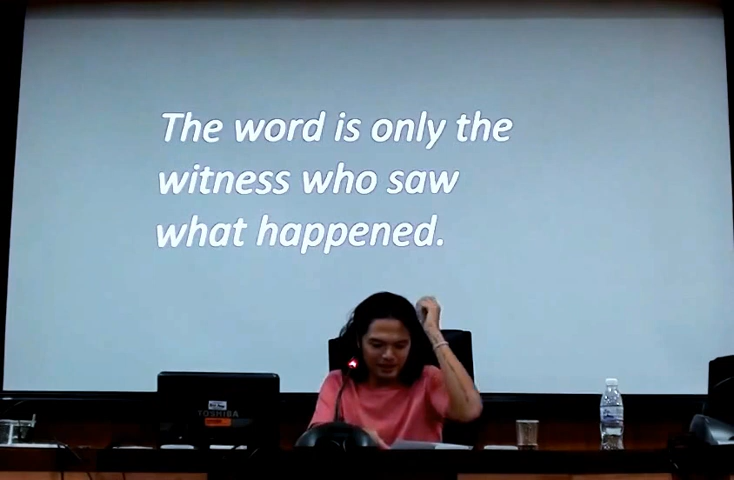 The word is only the
witness who saw
what happened.
TOSHIBA